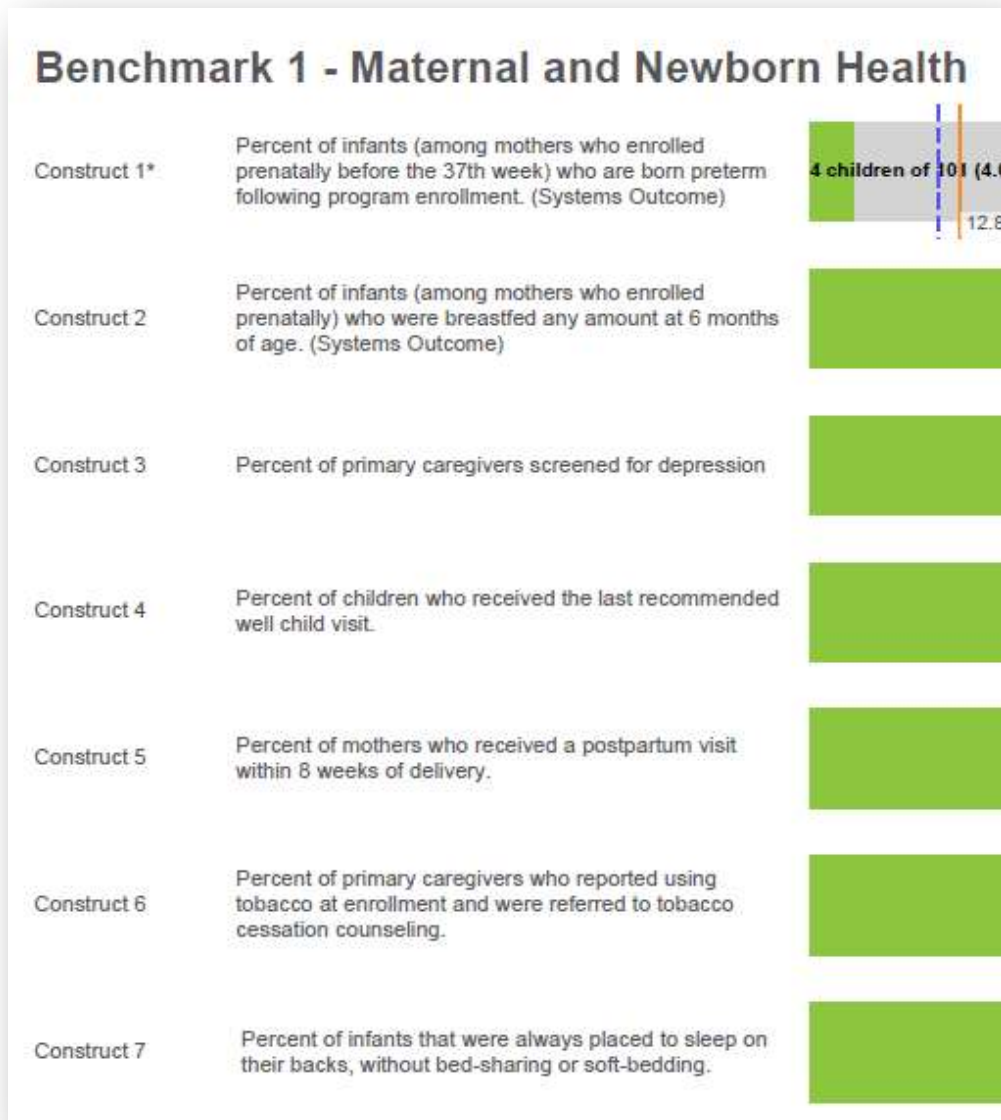 Benchmark 1 - Maternal and Newborn Health
Construct 1*
Percent of infants (among mothers who enrolled
prenatally before the 37th week) who are born preterm
following program enrollment. (Systems Outcome)
4 children of 101 (4.
12.8
Construct 2
Percent of infants (among mothers who enrolled
prenatally) who were breastfed any amount at 6 months
of age. (Systems Outcome)
Construct 3
Percent of primary caregivers screened for depression
Construct 4
Percent of children who received the last recommended
well child visit.
Construct 5
Percent of mothers who received a postpartum visit
within 8 weeks of delivery.
Construct 6
Percent of primary caregivers who reported using
tobacco at enrollment and were referred to tobacco
cessation counseling.
Construct 7
Percent of infants that were always placed to sleep on
their backs, without bed-sharing or soft-bedding.